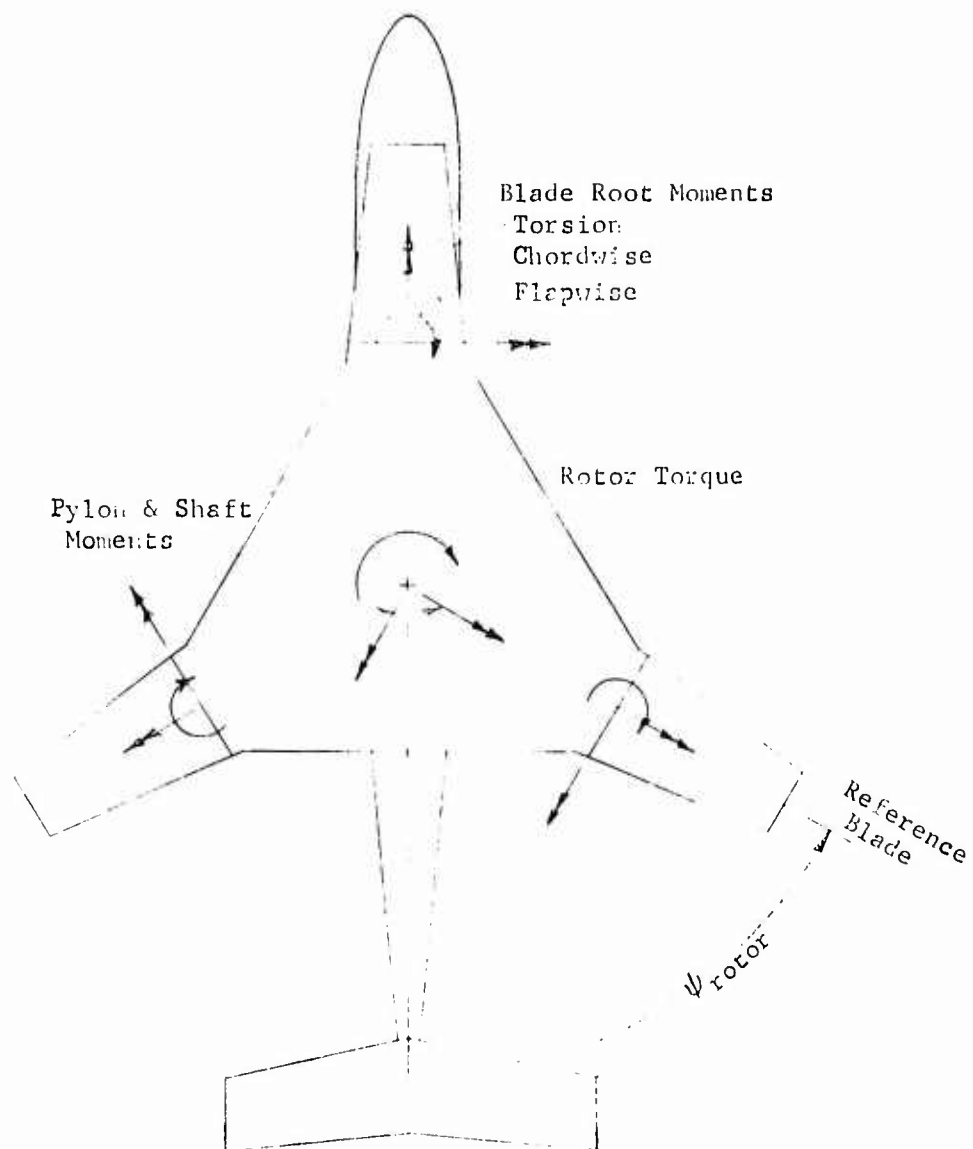 Blade Root Moments
Torsion
Chordwise
Flapwise
Rotor Torque
Pylon & Shaft
Moments
Reference
Blade
ψ rotor